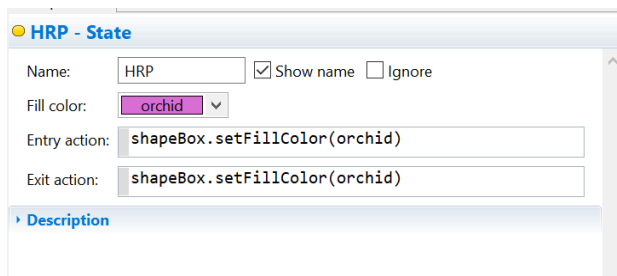 HRP - State
Name: HRP Show name Ignore
Fill color: orchid
Entry action: shapeBox.setFillColor(orchid)
Exit action: shapeBox.setFillColor(orchid)
Description